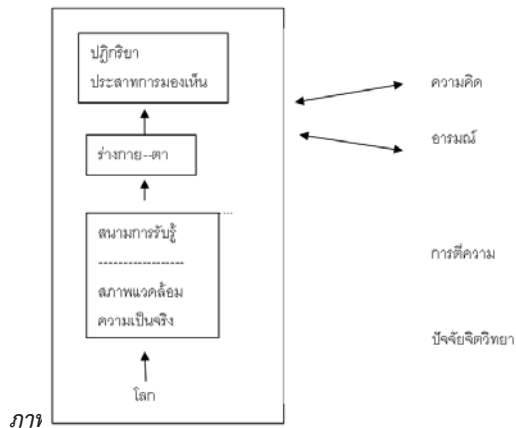 ปฏิกริยา
ประสาทการมองเห็น
ความคิด
อารมณ์
ร่างกาย--ตา
สนามการรับรู้
------------------
สภาพแวดล้อม
ความเป็นจริง
การตีความ
ปัจจัยจิตวิทยา
โลก